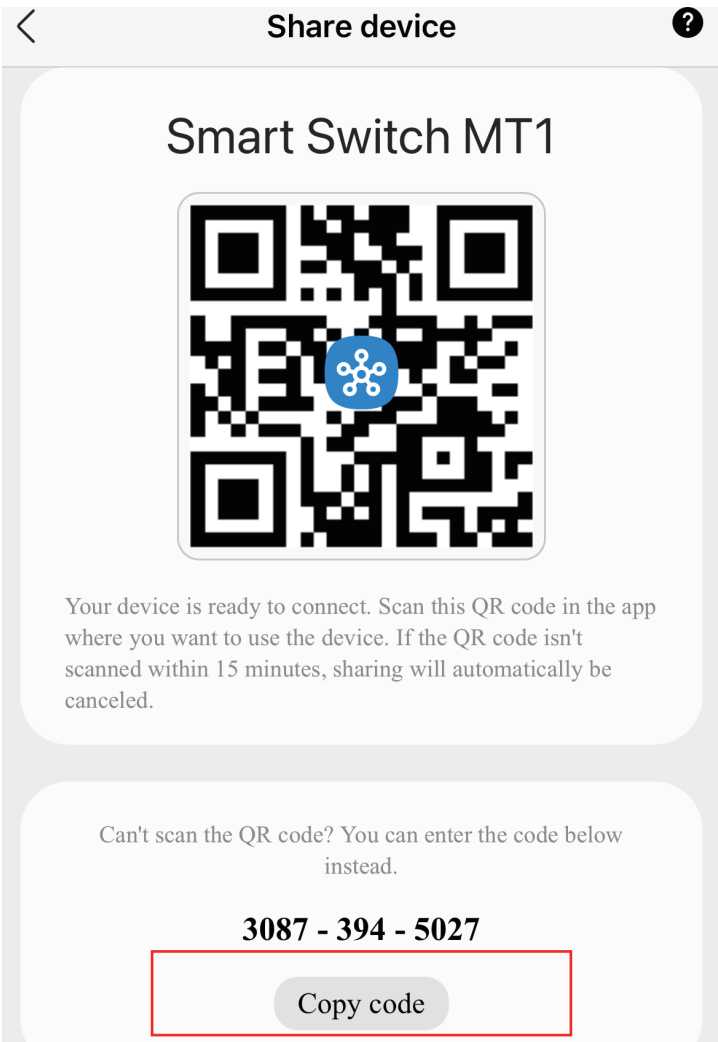 Share device
?
Smart Switch MT1
Your device is ready to connect. Scan this QR code in the app
where you want to use the device. If the QR code isn't
scanned within 15 minutes, sharing will automatically be
canceled.
Can't scan the QR code? You can enter the code below
instead.
3087 - 394 - 5027
Copy code